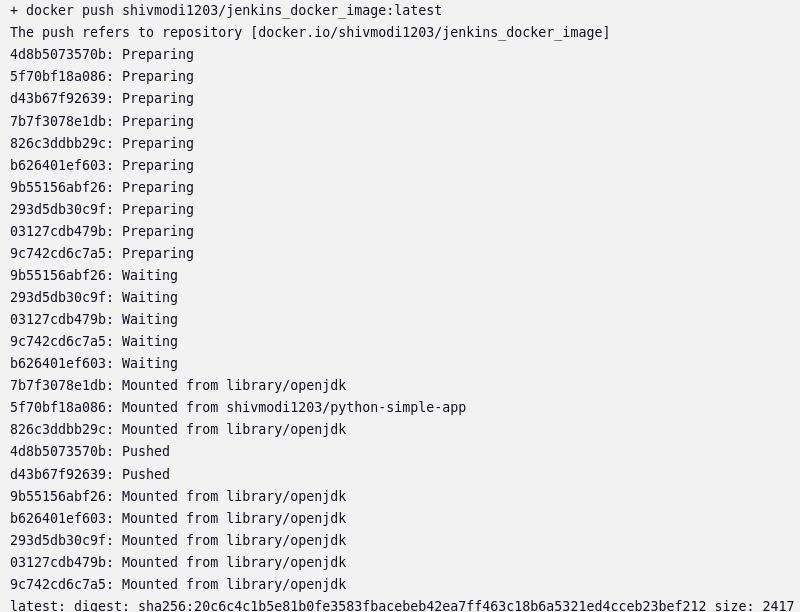 + docker push shivmodi1203/jenkins_docker_image:latest
The push refers to repository [docker.io/shivmodi1203/jenkins_docker_image]
4d8b5073570b: Preparing
5f70bf18a086: Preparing
d43b67f92639: Preparing
7b7f3078e1db: Preparing
826c3ddbb29c: Preparing
b626401ef603: Preparing
9b55156abf26: Preparing
293d5db30c9f: Preparing
03127cdb479b: Preparing
9c742cd6c7a5: Preparing
9b55156abf26: Waiting
293d5db30c9f: Waiting
03127cdb479b: Waiting
9c742cd6c7a5: Waiting
b626401ef603: Waiting
7b7f3078e1db: Mounted from library/openjdk
5f70bf18a086: Mounted from shivmodi1203/python-simple-app
826c3ddbb29c: Mounted from library/openjdk
4d8b5073570b: Pushed
d43b67f92639: Pushed
9b55156abf26: Mounted from library/openjdk
b626401ef603: Mounted from library/openjdk
293d5db30c9f: Mounted from library/openjdk
03127cdb479b: Mounted from library/openjdk
9c742cd6c7a5: Mounted from library/openjdk
latest: digest: sha256:20c6c4c1b5e81b0fe3583fbacebeb42ea7ff463c18b6a5321ed4cceb23bef212 size: 2417